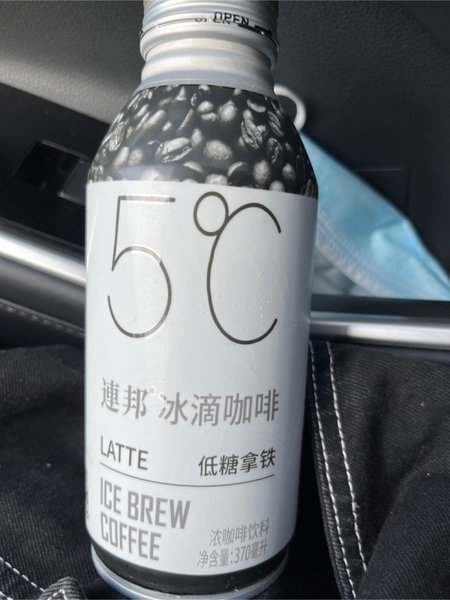 OPEN
5℃
連邦 冰滴咖啡
LATTE 低糖拿铁
ICE BREW
COFFEE
浓咖啡饮料
净含量:370毫升